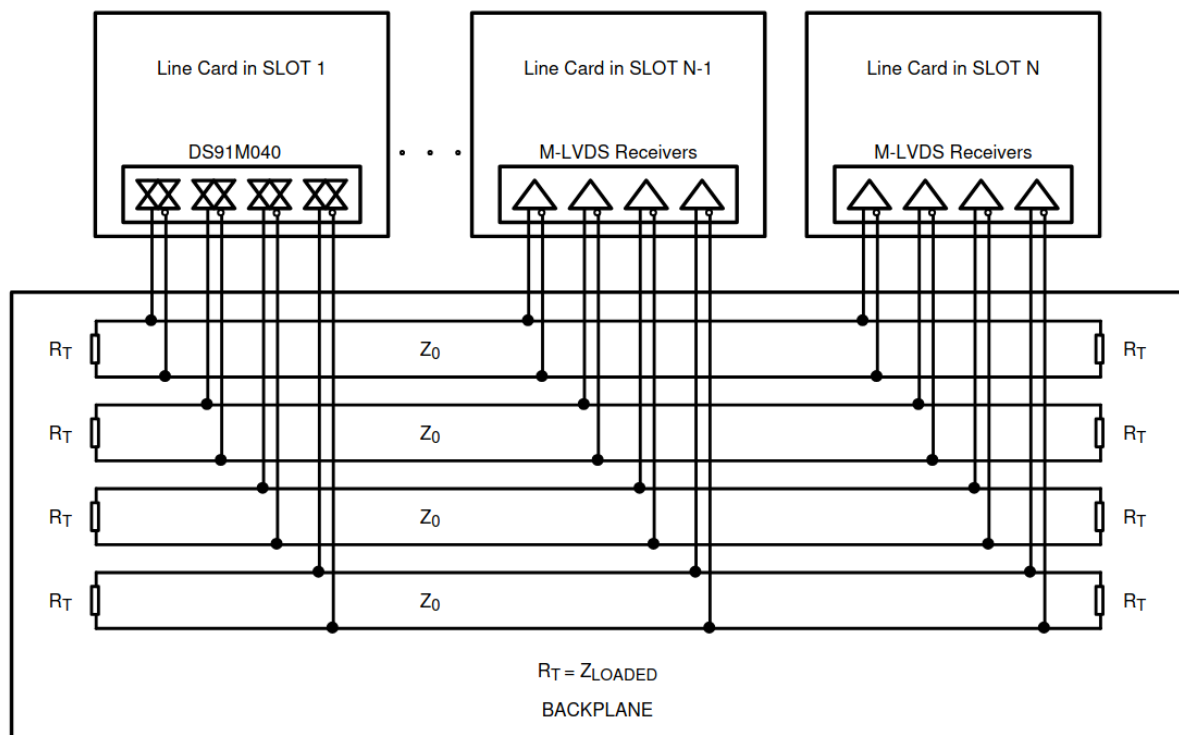 Line Card in SLOT 1
Line Card in SLOT N-1
Line Card in SLOT N
DS91M040
M-LVDS Receivers
M-LVDS Receivers
RT
Z0
RT
RT
Z0
RT
RT
Z0
RT
RT
Z0
RT
RT = ZLOADED
BACKPLANE